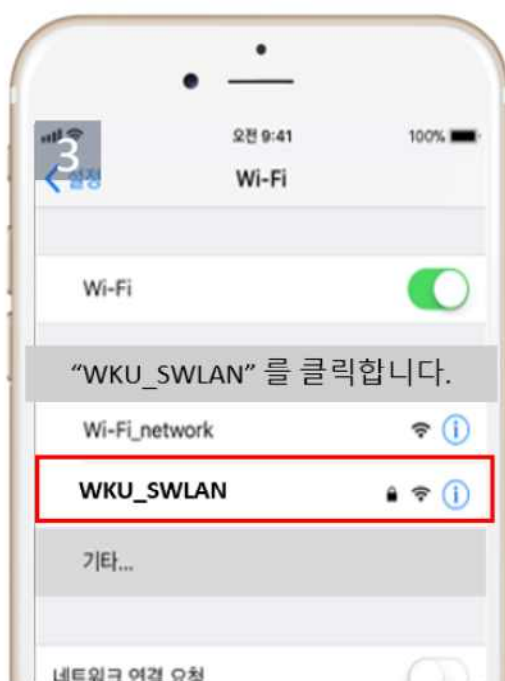 오전 9:41
100%
3
설정
Wi-Fi
Wi-Fi
“WKU_SWLAN” 를 클릭합니다.
Wi-Fi_network
WKU_SWLAN
기타...
네트워크 연결 요청